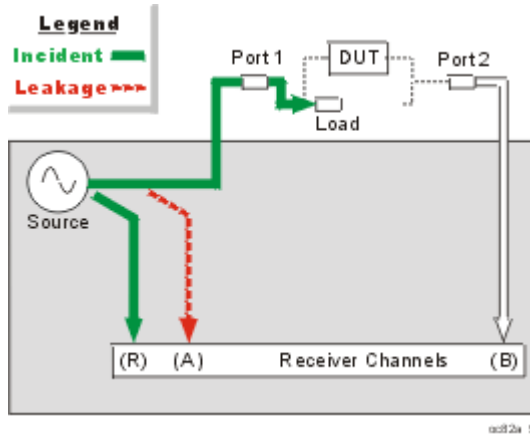 Legend
Incident
Leakage
Port 1
DUT
Port 2
Load
Source
(R) (A) Receiver Channels (B)